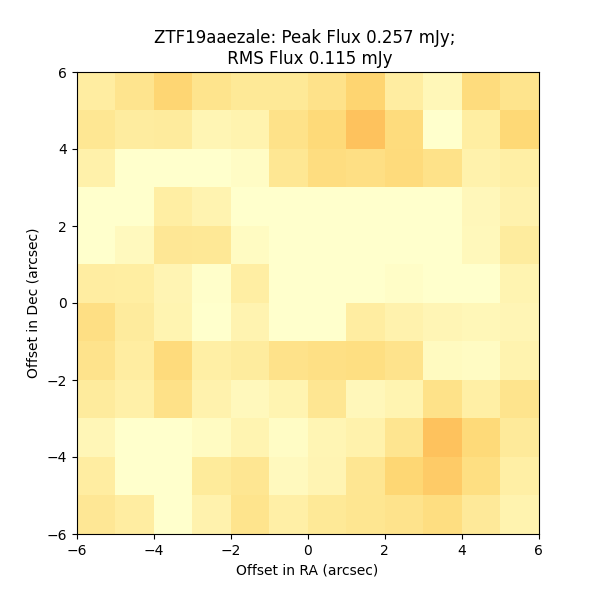 ZTF19aaezale: Peak Flux 0.257 mJy;
RMS Flux 0.115 mJy
6
4
2
0
−2
−4
−6
Offset in Dec (arcsec)
−6 −4 −2 0 2 4 6
Offset in RA (arcsec)